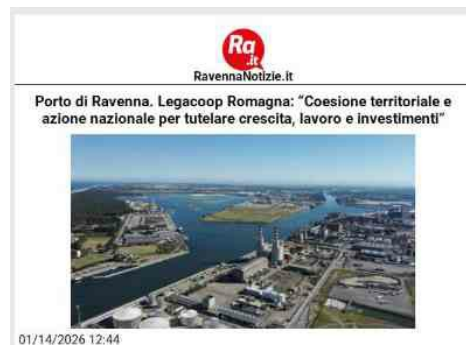 Ra
.it
RavennaNotizie.it
Porto di Ravenna. Legacoop Romagna: “Coesione territoriale e
azione nazionale per tutelare crescita, lavoro e investimenti”
01/14/2026 12:44